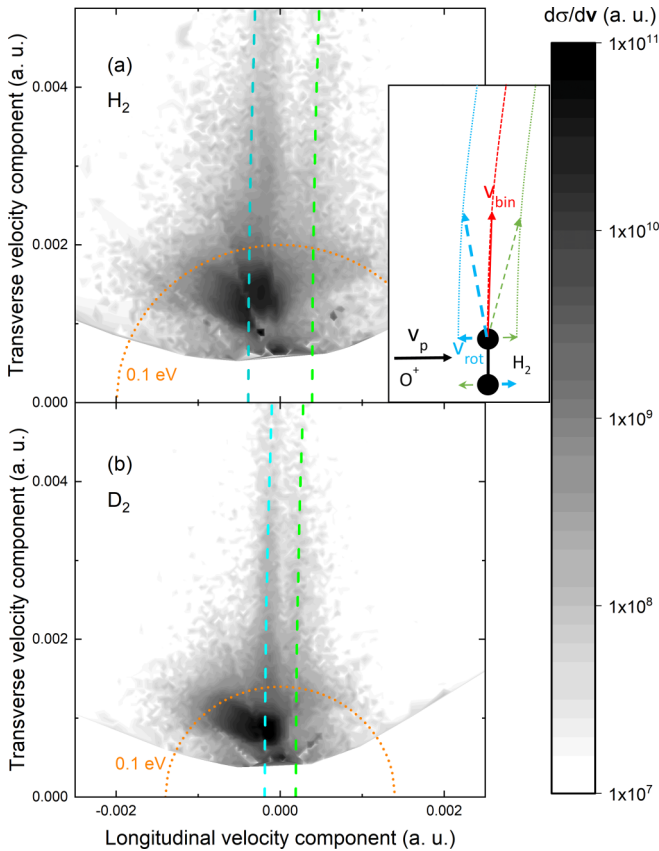 dσ/dv (a. u.)
(a)
H2
0.1 eV
0.004
0.002
0.000
Transverse velocity component (a. u.)
vbin
vp
vrot
O+
H2
(b)
D2
0.1 eV
0.004
0.002
0.000
Transverse velocity component (a. u.)
-0.002
0.000
0.002
Longitudinal velocity component (a. u.)
1x10^11
1x10^10
1x10^9
1x10^8
1x10^7